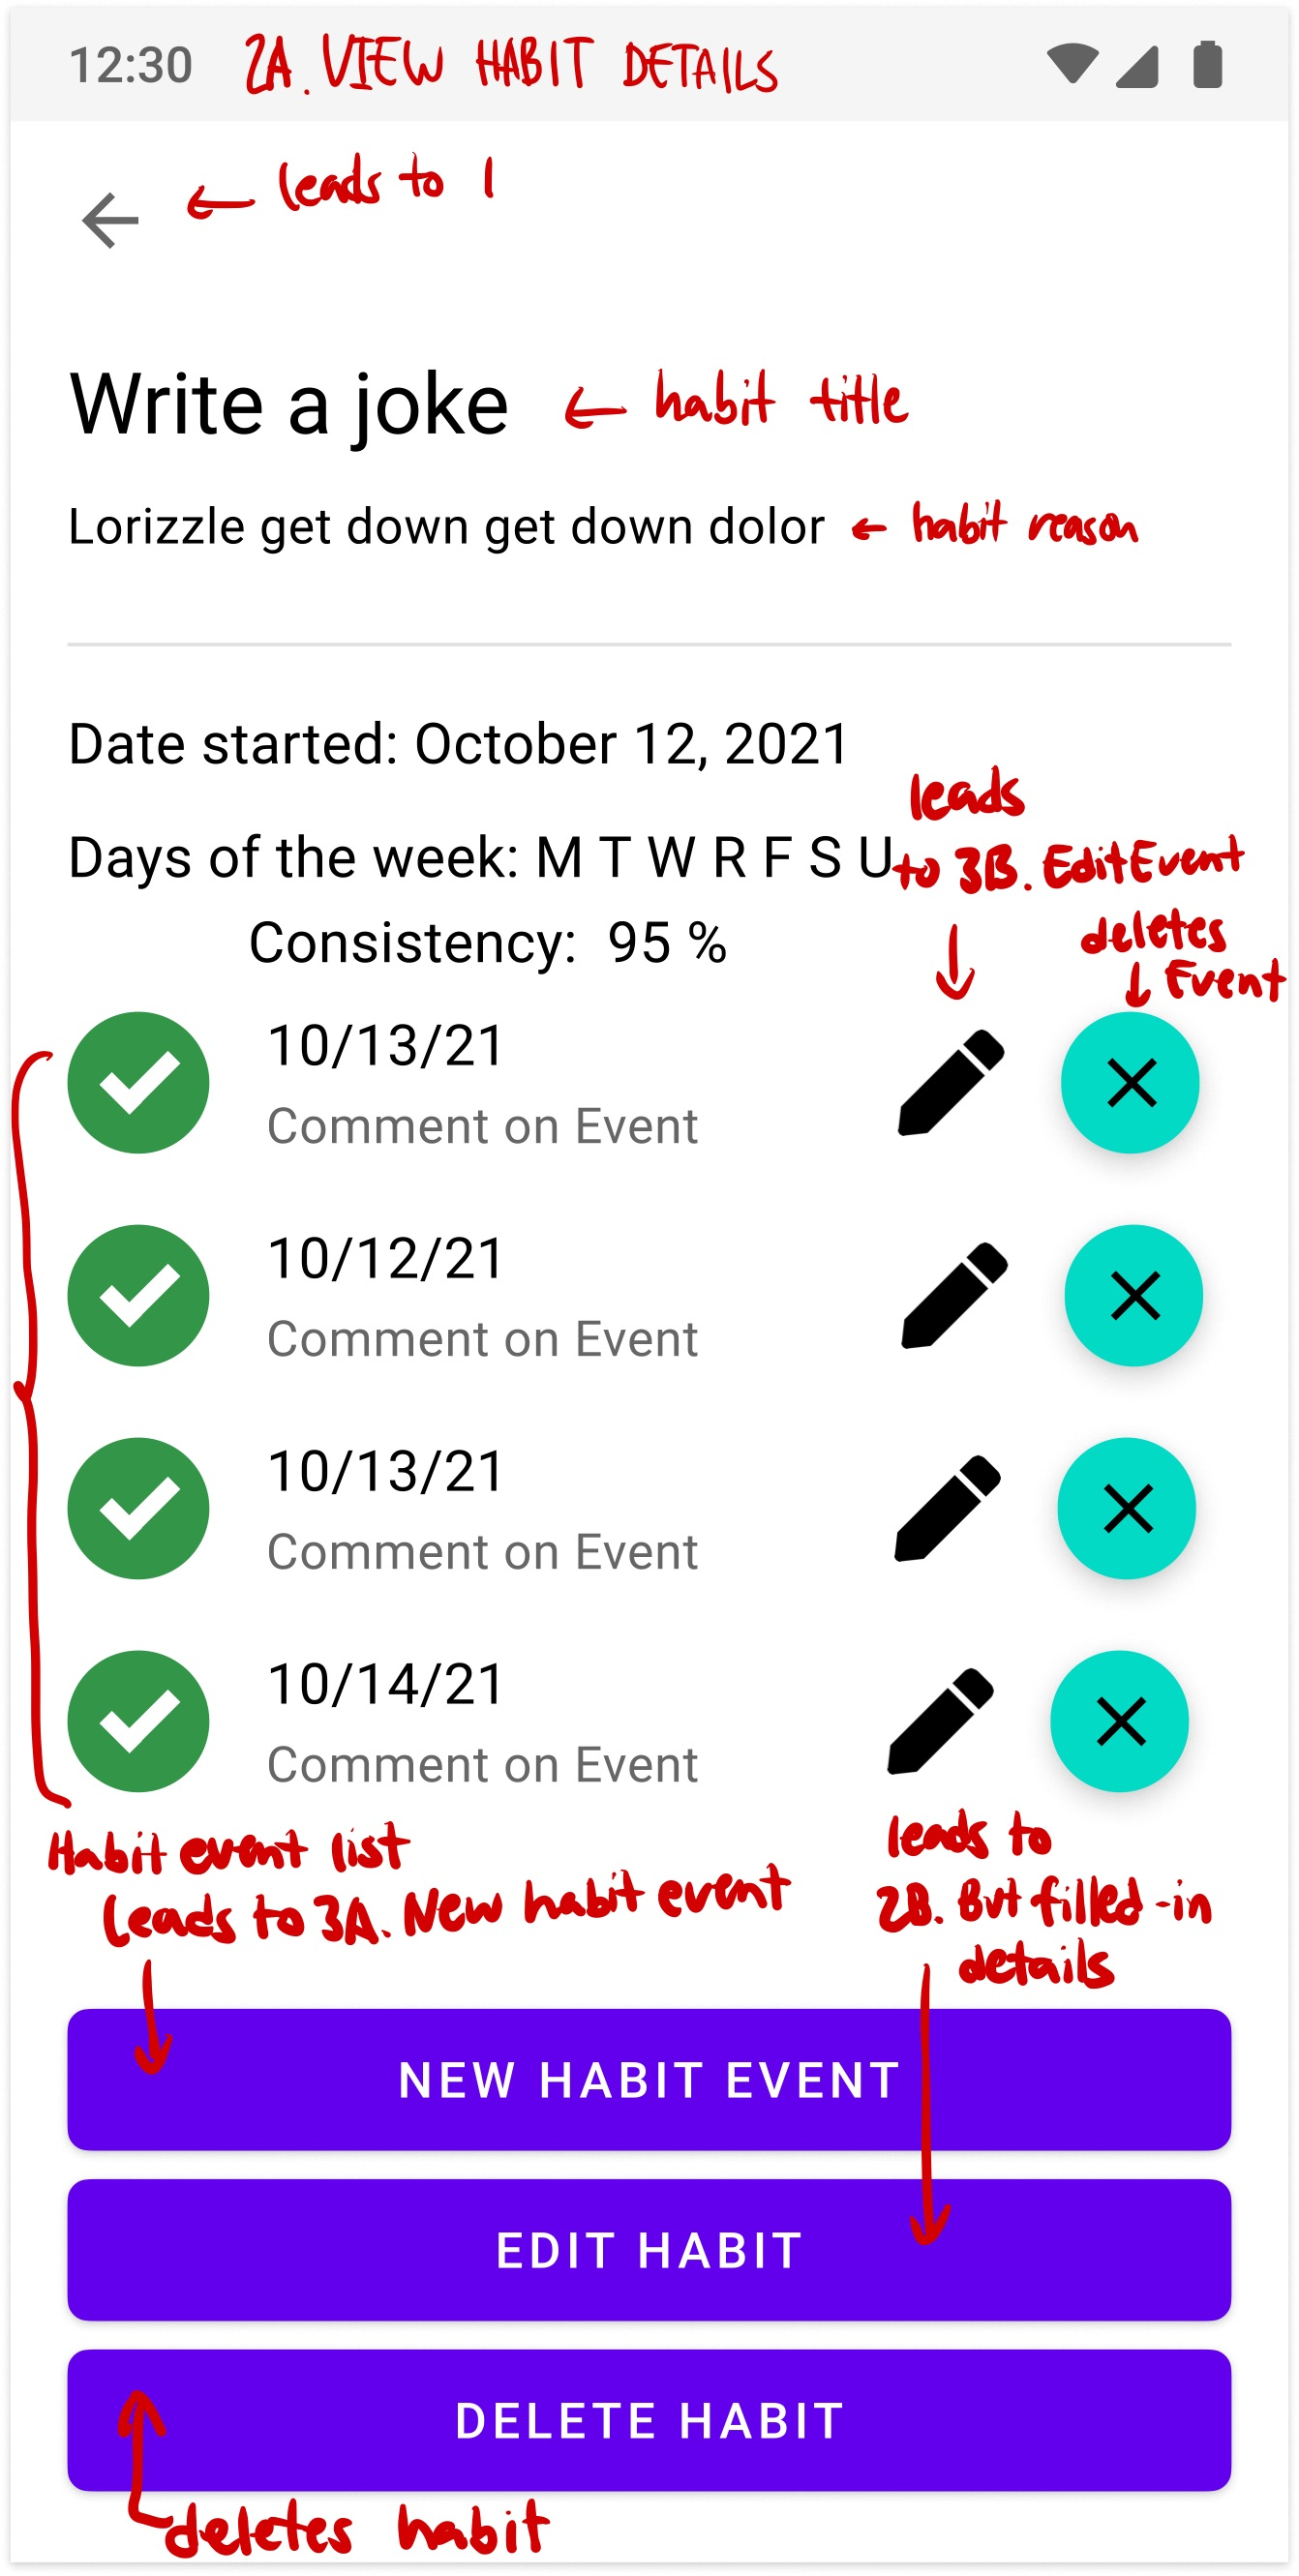 12:30 2A. VIEW HABIT DETAILS
← leads to 1
Write a joke ← habit title
Lorizzle get down get down dolor ← habit reason
Date started: October 12, 2021
leads
Days of the week: M T W R F S U to 3B. Edit Event
deletes
Event
Consistency: 95 %
10/13/21
Comment on Event
10/12/21
Comment on Event
10/13/21
Comment on Event
10/14/21
Comment on Event
Habit event list
leads to 3A. New habit event
leads to
2B. But filled-in
details
NEW HABIT EVENT
EDIT HABIT
DELETE HABIT
deletes habit